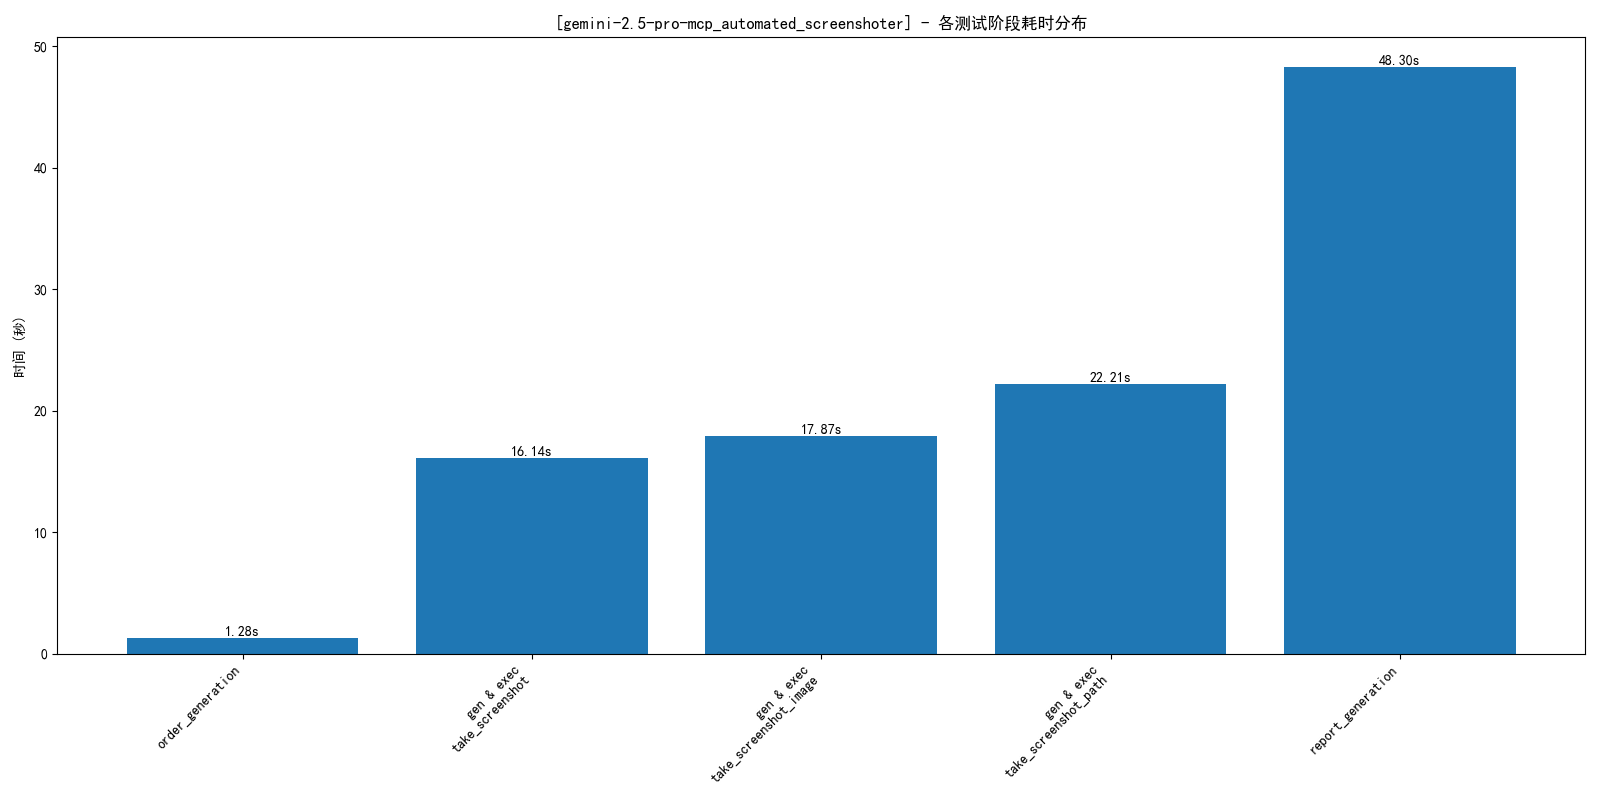 [gemini-2.5-pro-mcp_automated_screenshoter] - 各测试阶段耗时分布
时间 (秒)
50
40
30
20
10
0
1.28s
16.14s
17.87s
22.21s
48.30s
order_generation
gen & exec
take_screenshot
gen & exec
take_screenshot_image
gen & exec
take_screenshot_path
report_generation